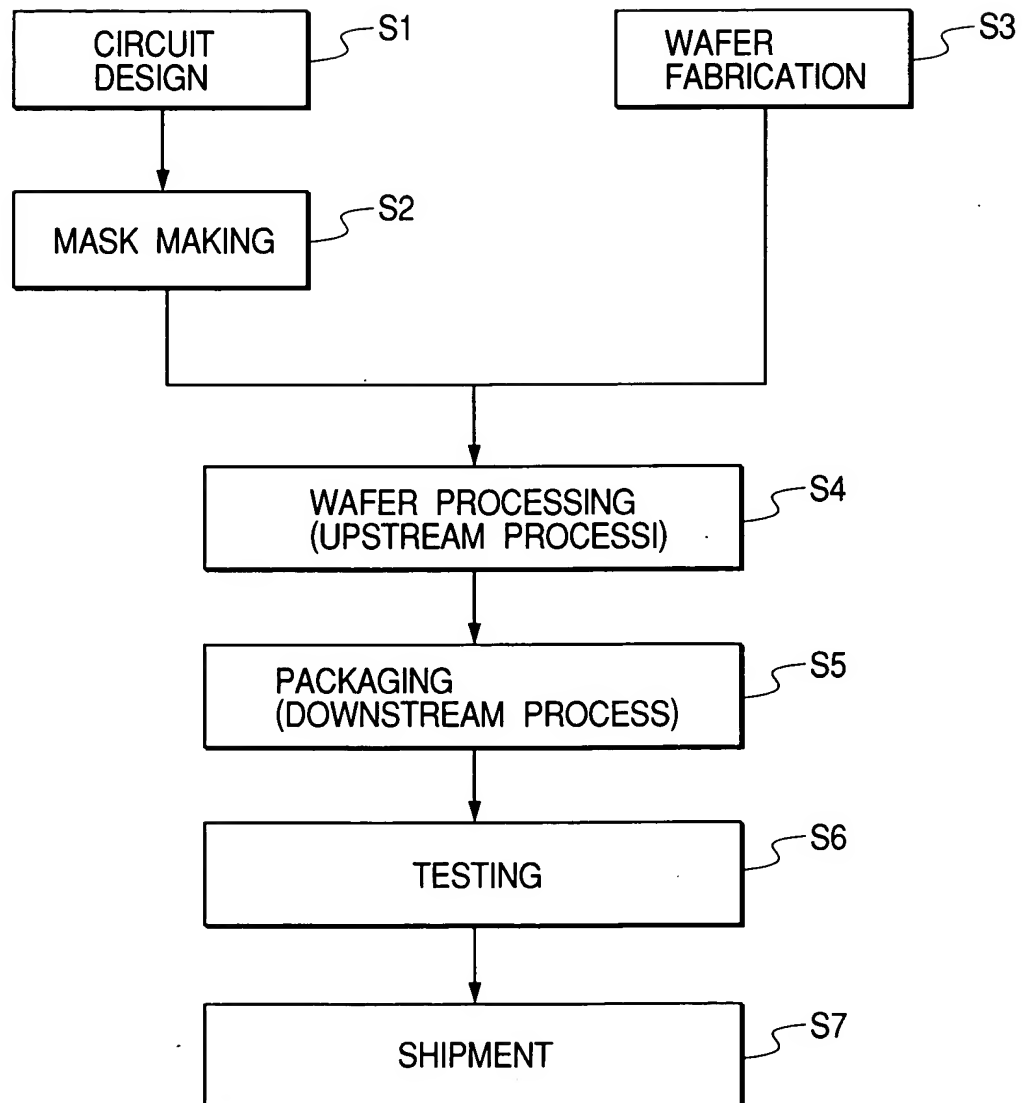 CIRCUIT
DESIGN
S1
WAFER
FABRICATION
S3
MASK MAKING
S2
WAFER PROCESSING
(UPSTREAM PROCESSI)
S4
PACKAGING
(DOWNSTREAM PROCESS)
S5
TESTING
S6
SHIPMENT
S7